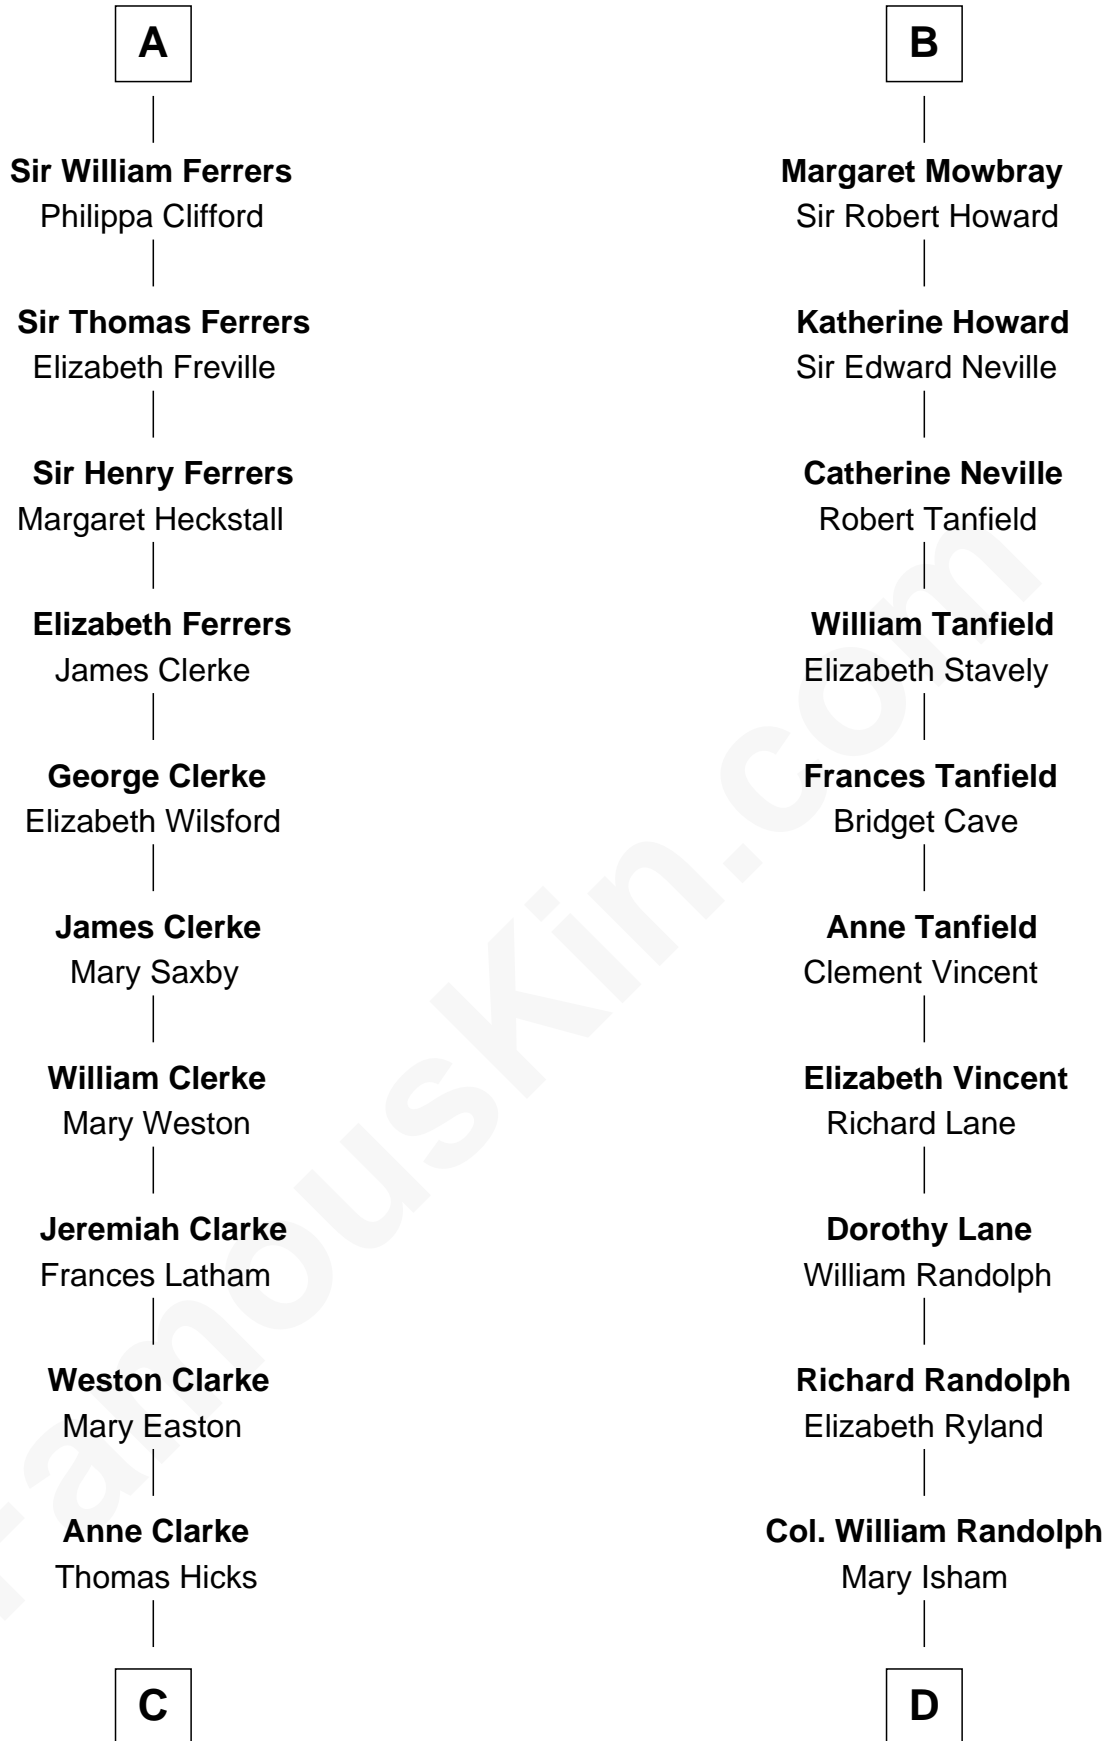 A
Sir William Ferrers
Philippa Clifford
Sir Thomas Ferrers
Elizabeth Freville
Sir Henry Ferrers
Margaret Heckstall
Elizabeth Ferrers
James Clerke
George Clerke
Elizabeth Wilsford
James Clerke
Mary Saxby
William Clerke
Mary Weston
Jeremiah Clarke
Frances Latham
Weston Clarke
Mary Easton
Anne Clarke
Thomas Hicks
C
B
Margaret Mowbray
Sir Robert Howard
Katherine Howard
Sir Edward Neville
Catherine Neville
Robert Tanfield
William Tanfield
Elizabeth Stavely
Frances Tanfield
Bridget Cave
Anne Tanfield
Clement Vincent
Elizabeth Vincent
Richard Lane
Dorothy Lane
William Randolph
Richard Randolph
Elizabeth Ryland
Col. William Randolph
Mary Isham
D
FamousKin.com